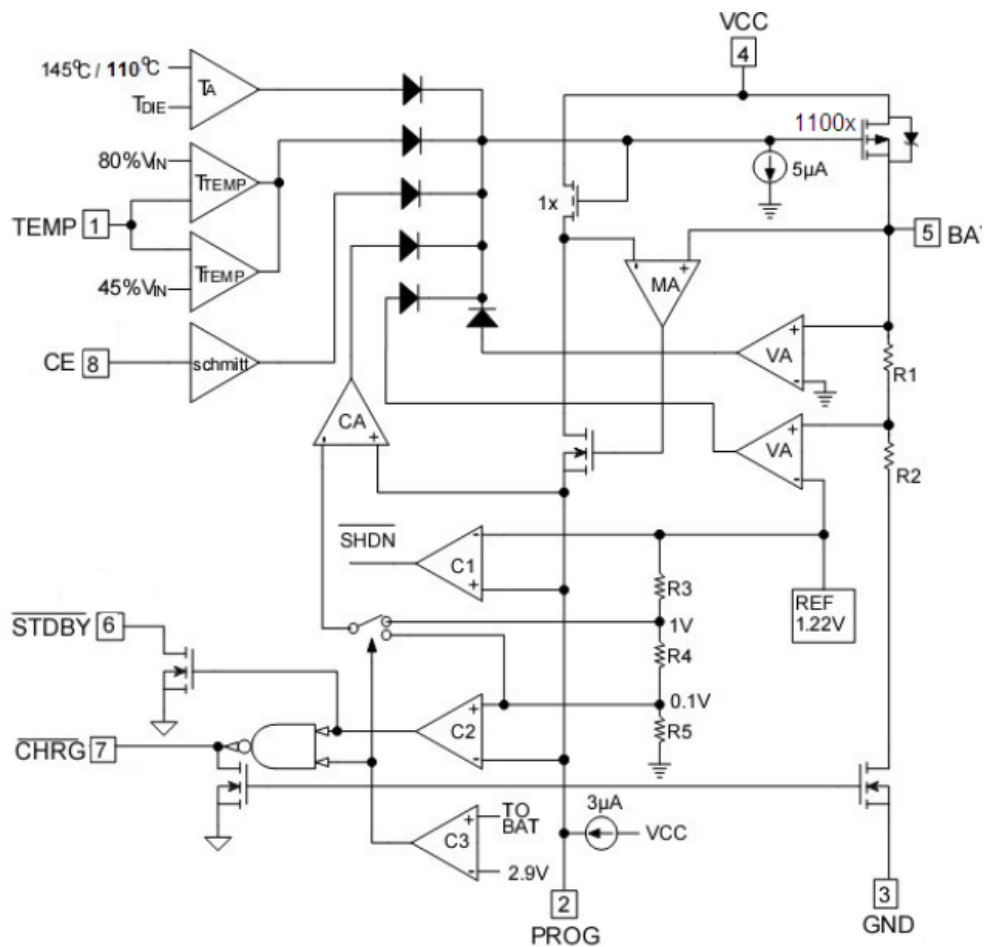 VCC
4
145°C / 110°C
TA
TDIE
1100x
80%VIN
TTEMP
5µA
1x
TEMP 1
5 BAT
TTEMP
MA
45%VIN
VA
CE 8
schmitt
R1
CA
VA
R2
SHDN
C1
R3
REF
1.22V
STDBY 6
1V
R4
0.1V
C2
R5
CHRG 7
3µA
TO
BAT
VCC
C3
2.9V
2
3
PROG
GND
+
-
+
-
+
-
-
+
+
-
-
+
+
-
+
-